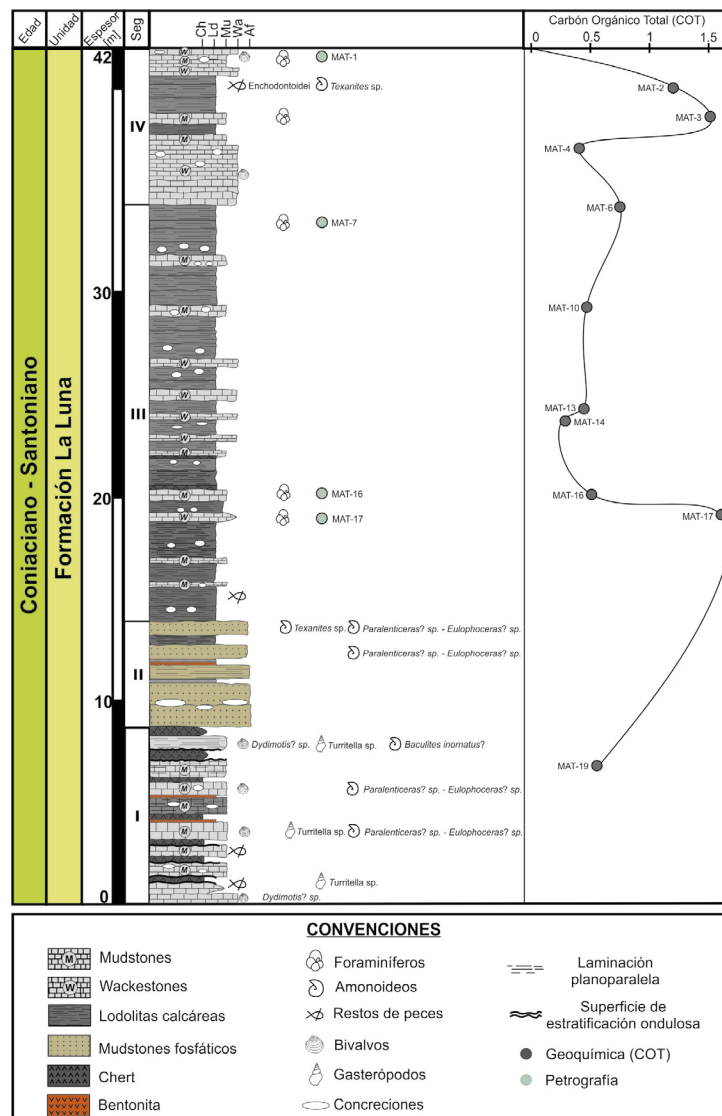 Edad
Unidad
Espesor [m]
Seg
Ch
Ld
Mu
Wa
Af
Carbón Orgánico Total (COT)
0
0.5
1
1.5
42
30
20
10
0
Coniaciano - Santoniano
Formación La Luna
IV
III
II
I
W
M
W
MAT-1
Enchodontoidei
Texanites sp.
M
M
W
MAT-7
M
M
W
W
W
W
M
M
MAT-16
W
MAT-17
M
M
Texanites sp.
Paralenticeras? sp. - Eulophoceras? sp.
Paralenticeras? sp. - Eulophoceras? sp.
Dydimotis? sp.
Turritella sp.
Baculites inornatus?
M
M
Paralenticeras? sp. - Eulophoceras? sp.
M
M
Turritella sp.
Paralenticeras? sp. - Eulophoceras? sp.
M
M
Turritella sp.
Dydimotis? sp.
MAT-2
MAT-3
MAT-4
MAT-6
MAT-10
MAT-13
MAT-14
MAT-16
MAT-17
MAT-19
CONVENCIONES
M
Mudstones
W
Wackestones
Lodolitas calcáreas
Mudstones fosfáticos
Chert
Bentonita
Foraminíferos
Amonoideos
Restos de peces
Bivalvos
Gasterópodos
Concreciones
Laminación
planoparalela
Superficie de
estratificación ondulosa
Geoquímica (COT)
Petrografía